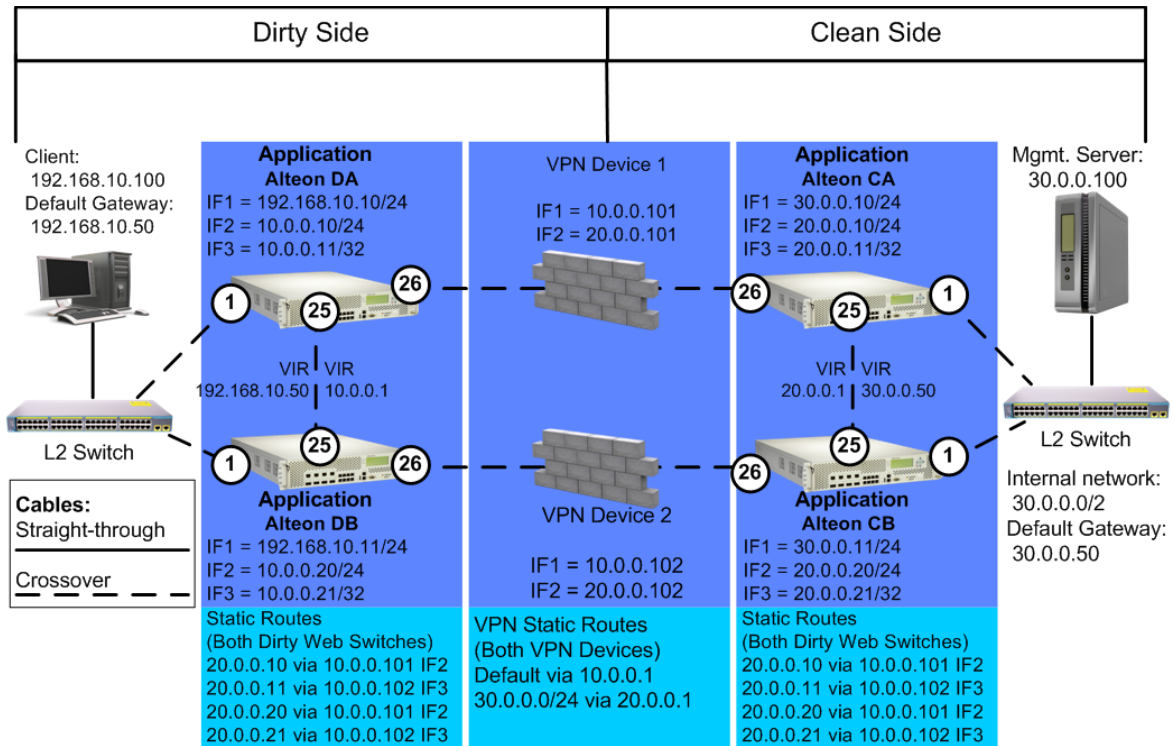 Dirty Side
Clean Side
Client:
192.168.10.100
Default Gateway:
192.168.10.50
L2 Switch
Cables:
Straight-through
Crossover
Application
Alteon DA
IF1 = 192.168.10.10/24
IF2 = 10.0.0.10/24
IF3 = 10.0.0.11/32
1
25
26
VIR VIR
192.168.10.50 10.0.0.1
1
25
26
Application
Alteon DB
IF1 = 192.168.10.11/24
IF2 = 10.0.0.20/24
IF3 = 10.0.0.21/32
Static Routes
(Both Dirty Web Switches)
20.0.0.10 via 10.0.0.101 IF2
20.0.0.11 via 10.0.0.102 IF3
20.0.0.20 via 10.0.0.101 IF2
20.0.0.21 via 10.0.0.102 IF3
VPN Device 1
IF1 = 10.0.0.101
IF2 = 20.0.0.101
VPN Device 2
IF1 = 10.0.0.102
IF2 = 20.0.0.102
VPN Static Routes
(Both VPN Devices)
Default via 10.0.0.1
30.0.0.0/24 via 20.0.0.1
Application
Alteon CA
IF1 = 30.0.0.10/24
IF2 = 20.0.0.10/24
IF3 = 20.0.0.11/32
26
25
1
VIR VIR
20.0.0.1 30.0.0.50
26
25
1
Application
Alteon CB
IF1 = 30.0.0.11/24
IF2 = 20.0.0.20/24
IF3 = 20.0.0.21/32
Static Routes
(Both Dirty Web Switches)
20.0.0.10 via 10.0.0.101 IF2
20.0.0.11 via 10.0.0.102 IF3
20.0.0.20 via 10.0.0.101 IF2
20.0.0.21 via 10.0.0.102 IF3
Mgmt. Server:
30.0.0.100
L2 Switch
Internal network:
30.0.0.0/2
Default Gateway:
30.0.0.50